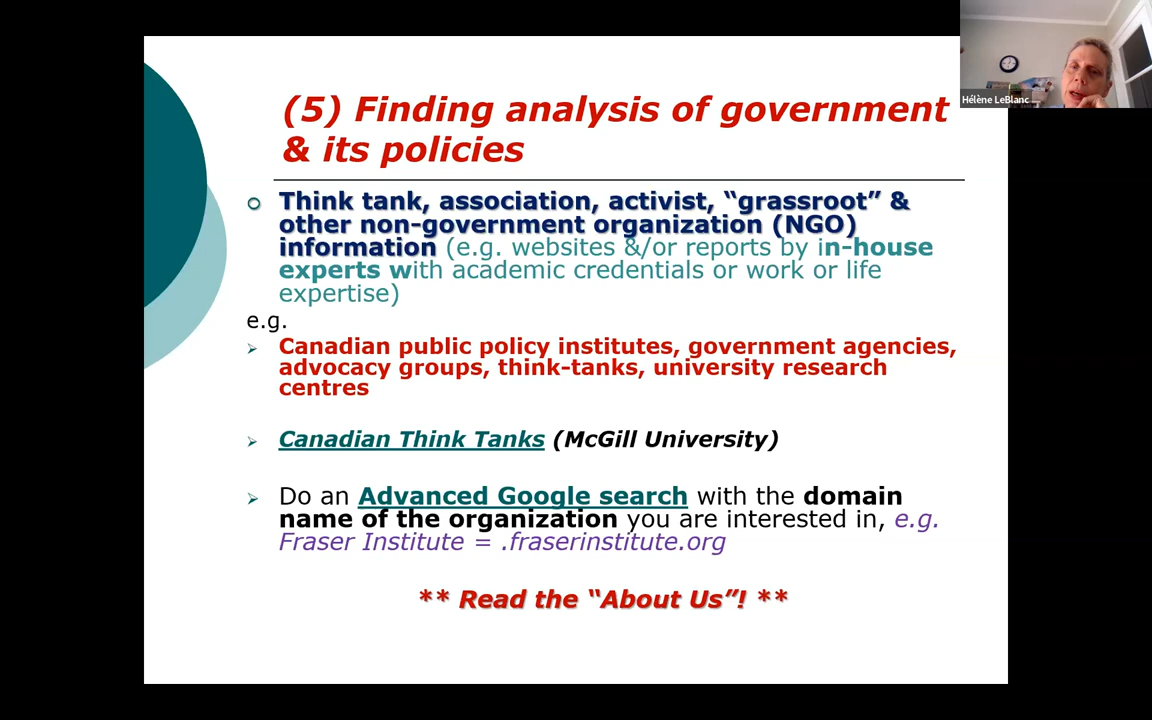 (5) Finding analysis of government
& its policies
Think tank, association, activist, “grassroot” &
other non-government organization (NGO)
information (e.g. websites &/or reports by in-house
experts with academic credentials or work or life
expertise)
e.g.
Canadian public policy institutes, government agencies,
advocacy groups, think-tanks, university research
centres
Canadian Think Tanks (McGill University)
Do an Advanced Google search with the domain
name of the organization you are interested in, e.g.
Fraser Institute = .fraserinstitute.org
** Read the “About Us”! **
Hélène LeBlanc